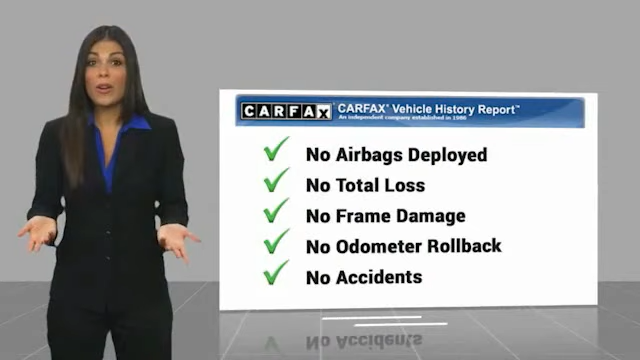 CARFAX CARFAX® Vehicle History Report™
An independent company established in 1986
No Airbags Deployed
No Total Loss
No Frame Damage
No Odometer Rollback
No Accidents